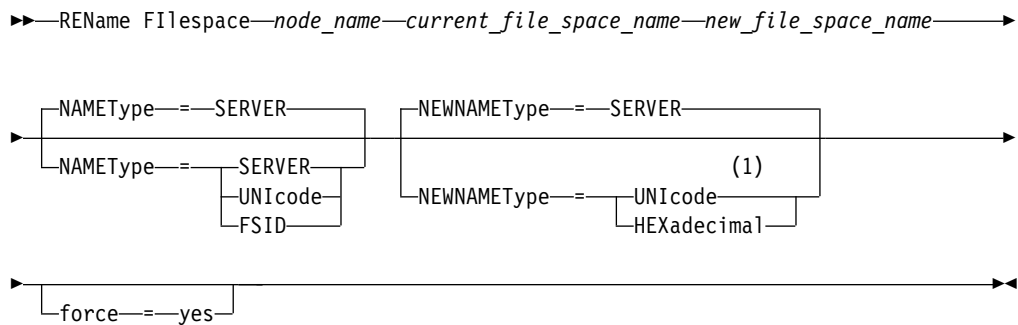 REName FIlespace node_name current_file_space_name new_file_space_name
NAMEType = SERVER NEWNAMEType = SERVER
NAMEType = SERVER (1)
UNIcode NEWNAMEType = UNIcode
FSID HEXadecimal
force = yes